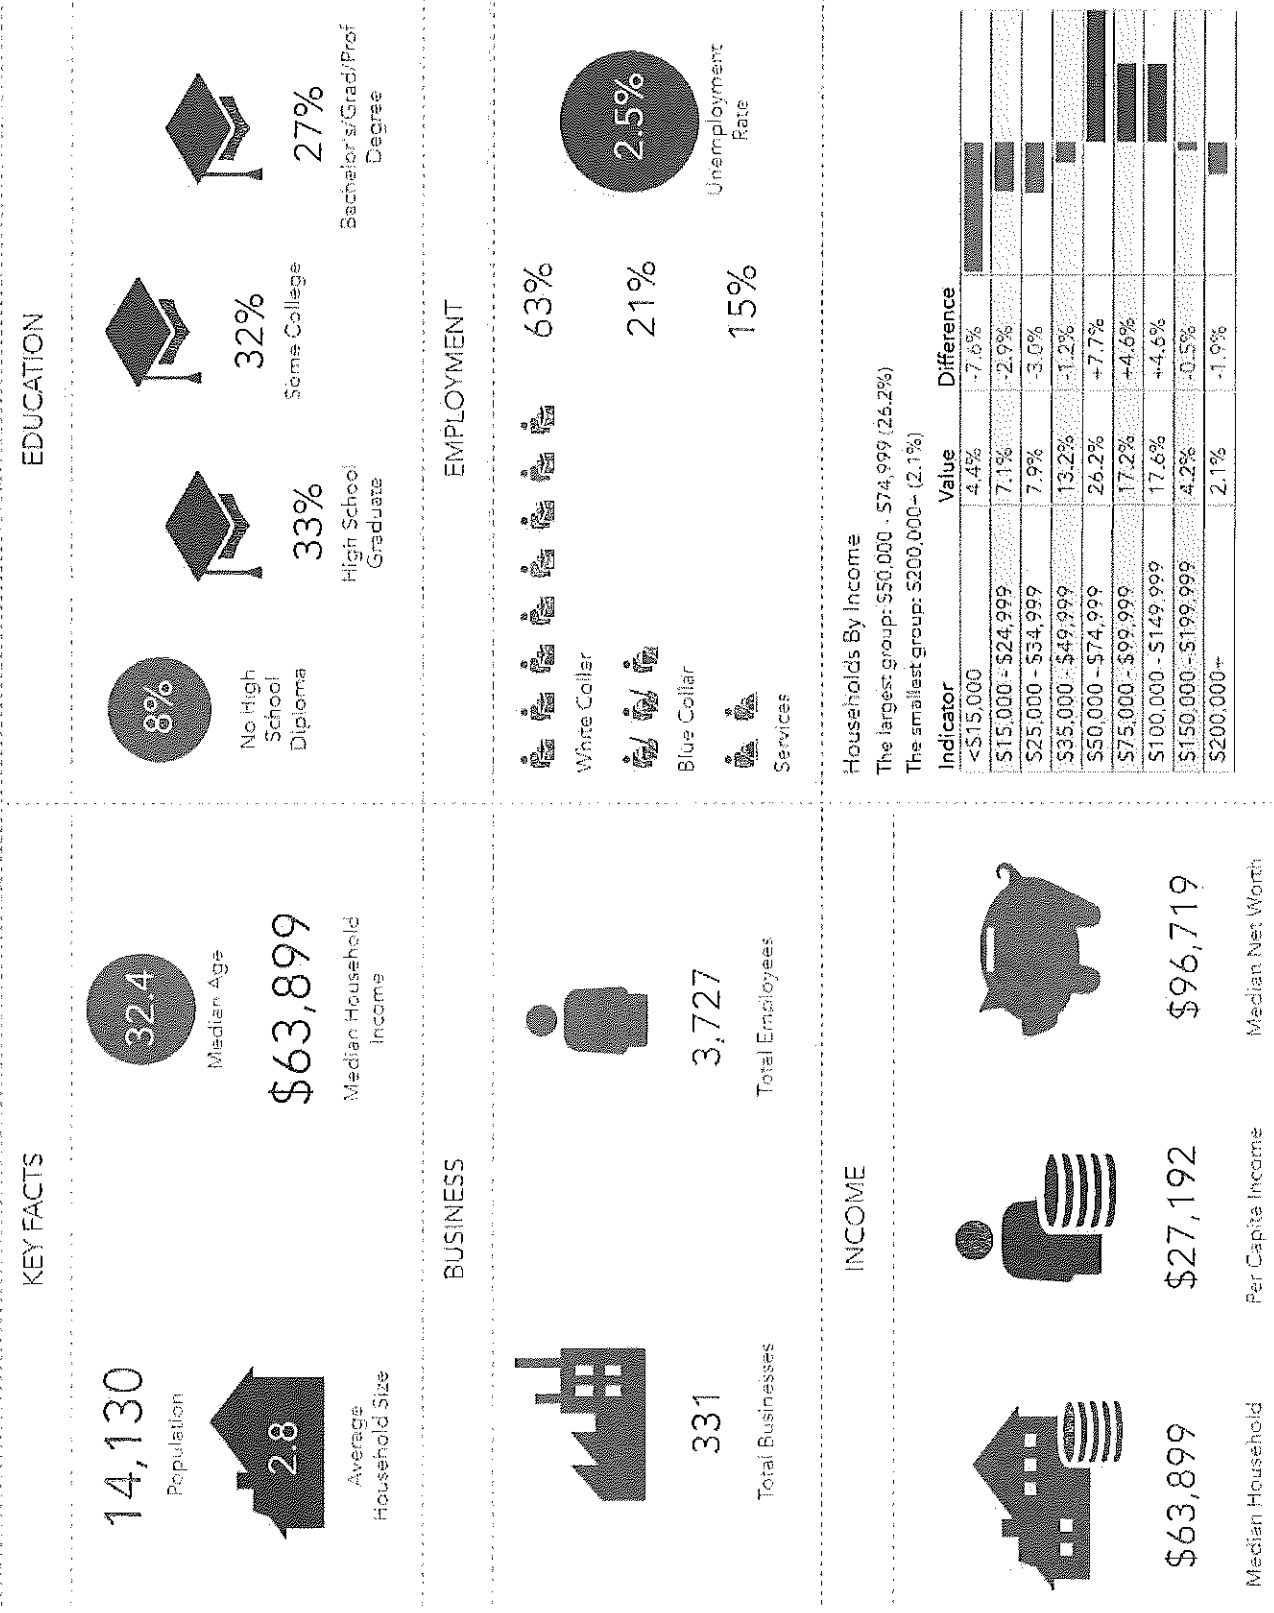 KEY FACTS
14,130
Population
2.8
Average
Household Size
32.4
Median Age
$63,899
Median Household
Income
EDUCATION
8%
No High
School
Diploma
33%
High School
Graduate
32%
Some College
27%
Bachelor's/Grad/Prof
Degree
BUSINESS
331
Total Businesses
3,727
Total Employees
EMPLOYMENT
White Collar
63%
Blue Collar
21%
Services
15%
2.5%
Unemployment
Rate
INCOME
$63,899
Median Household
$27,192
Per Capita Income
$96,719
Median Net Worth
Households By Income
The largest group: $50,000 - $74,999 (26.2%)
The smallest group: $200,000+ (2.1%)
Indicator Value Difference
<$15,000 4.4% -7.6%
$15,000 - $24,999 7.1% -2.9%
$25,000 - $34,999 7.9% -3.0%
$35,000 - $49,999 13.2% -1.2%
$50,000 - $74,999 26.2% +7.7%
$75,000 - $99,999 17.2% +4.6%
$100,000 - $149,999 17.6% +4.6%
$150,000 - $199,999 4.2% -0.5%
$200,000+ 2.1% -1.9%